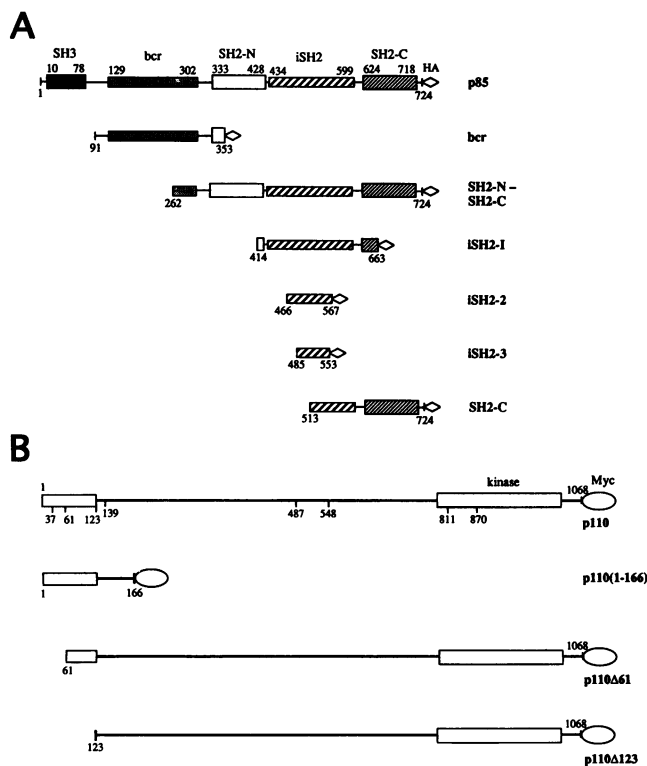 A
SH3 bcr SH2-N iSH2 SH2-C HA
10 78 129 302 333 428 434 599 624 718
1 724 p85
91 353 bcr
262 724 SH2-N – SH2-C
414 663 iSH2-1
466 567 iSH2-2
485 553 iSH2-3
513 724 SH2-C
B
1 kinase 1068 Myc
37 61 123 139 487 548 811 870 p110
1 166 p110(1-166)
61 1068 p110Δ61
123 1068 p110Δ123